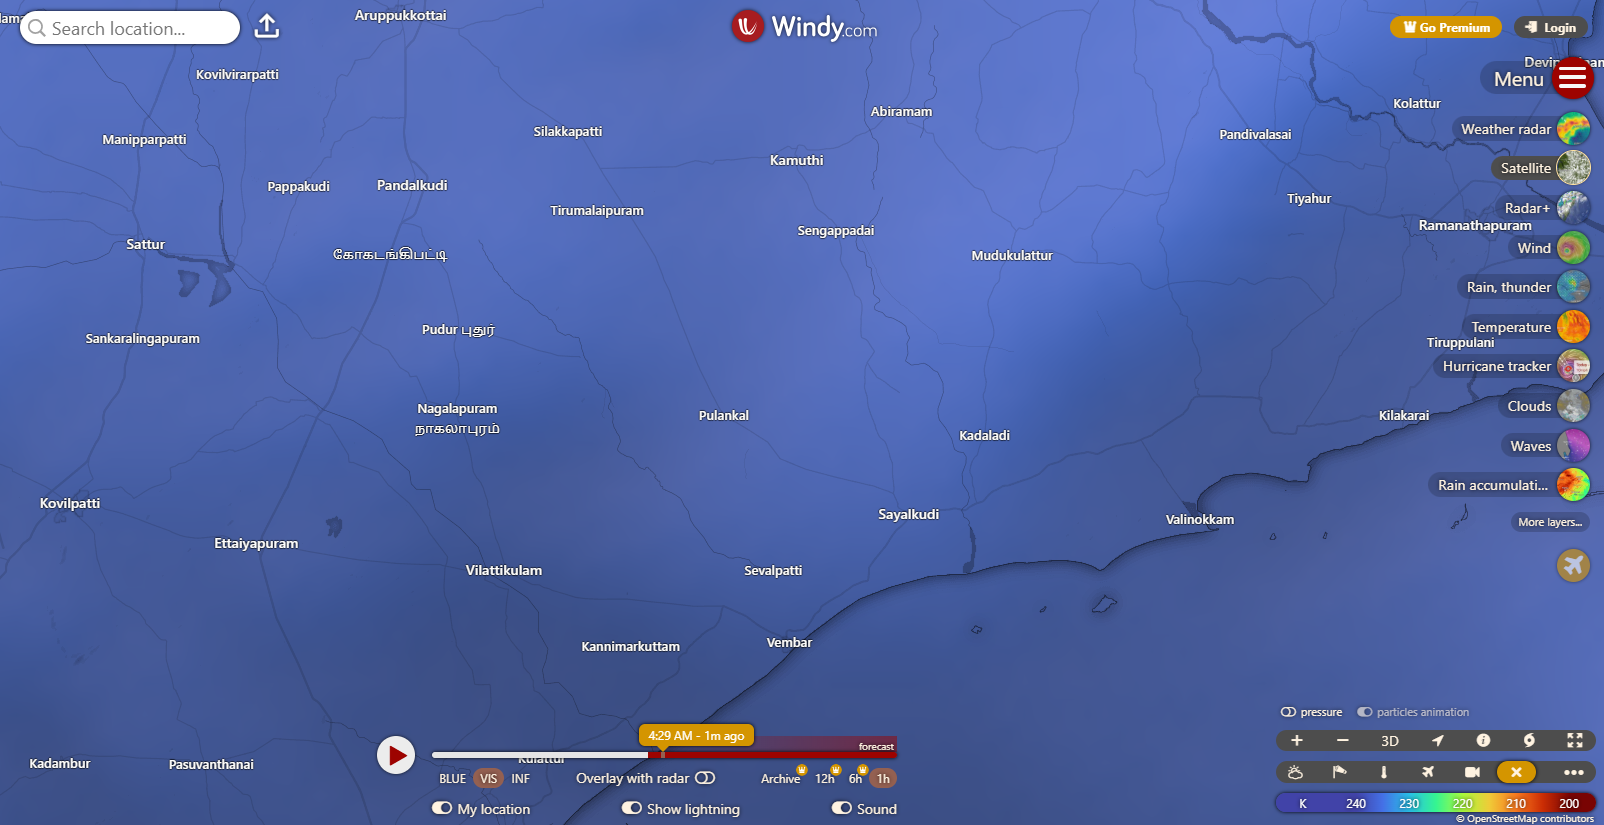 Search location...
Windy.com
Go Premium
Login
Menu
Aruppukkottai
Kovilvirarpatti
Manipparpatti
Silakkapatti
Abiramam
Kolattur
Pandivalasai
Weather radar
Kamuthi
Satellite
Pappakudi
Pandalkudi
Tiyahur
Radar+
Tirumalaipuram
Ramanathapuram
Sengappadai
Sattur
Wind
கோகடங்கிபட்டி
Mudukulattur
Rain, thunder
Pudur புதூர்
Temperature
Sankaralingapuram
Tiruppulani
Hurricane tracker
Nagalapuram
நாகலாபுரம்
Clouds
Pulankal
Kilakarai
Kadaladi
Waves
Rain accumulati...
Kovilpatti
Sayalkudi
Valinokkam
More layers...
Ettaiyapuram
Vilattikulam
Sevalpatti
Kannimarkuttam
Vembar
pressure
particles animation
4:29 AM - 1m ago
forecast
3D
Kadambur
Pasuvanthanai
Kulattur
BLUE VIS INF
Overlay with radar
Archive 12h 6h 1h
My location
Show lightning
Sound
K 240 230 220 210 200
© OpenStreetMap contributors